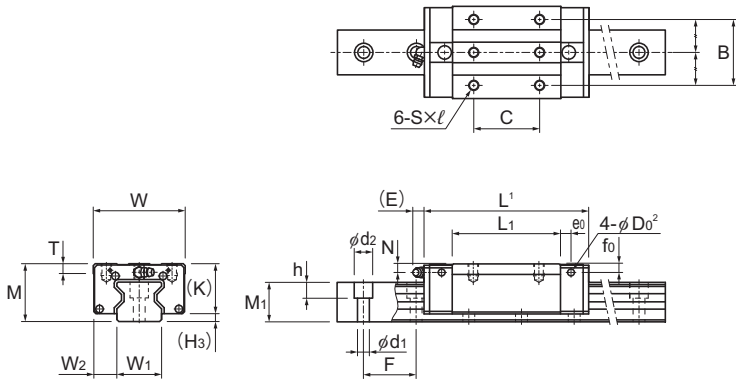 B
6-S×ℓ
C
W
(E)
L¹
L₁
e₀
4-φD₀²
f₀
φd₂
N
T
h
M
(K)
M₁
(H₃)
φd₁
W₂
W₁
F